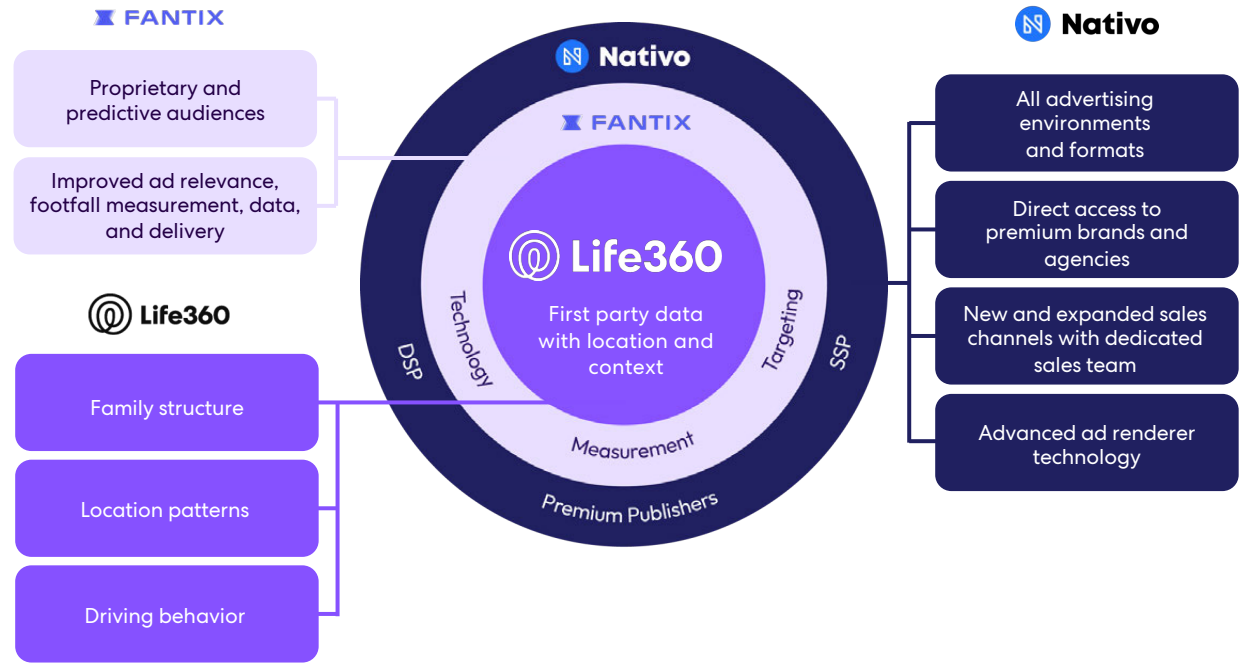 FANTIX
Proprietary and
predictive audiences
Improved ad relevance,
footfall measurement, data,
and delivery
Life360
Family structure
Location patterns
Driving behavior
Nativo
FANTIX
Life360
First party data
with location and
context
Technology
Targeting
Measurement
DSP
SSP
Premium Publishers
Nativo
All advertising
environments
and formats
Direct access to
premium brands and
agencies
New and expanded sales
channels with dedicated
sales team
Advanced ad renderer
technology